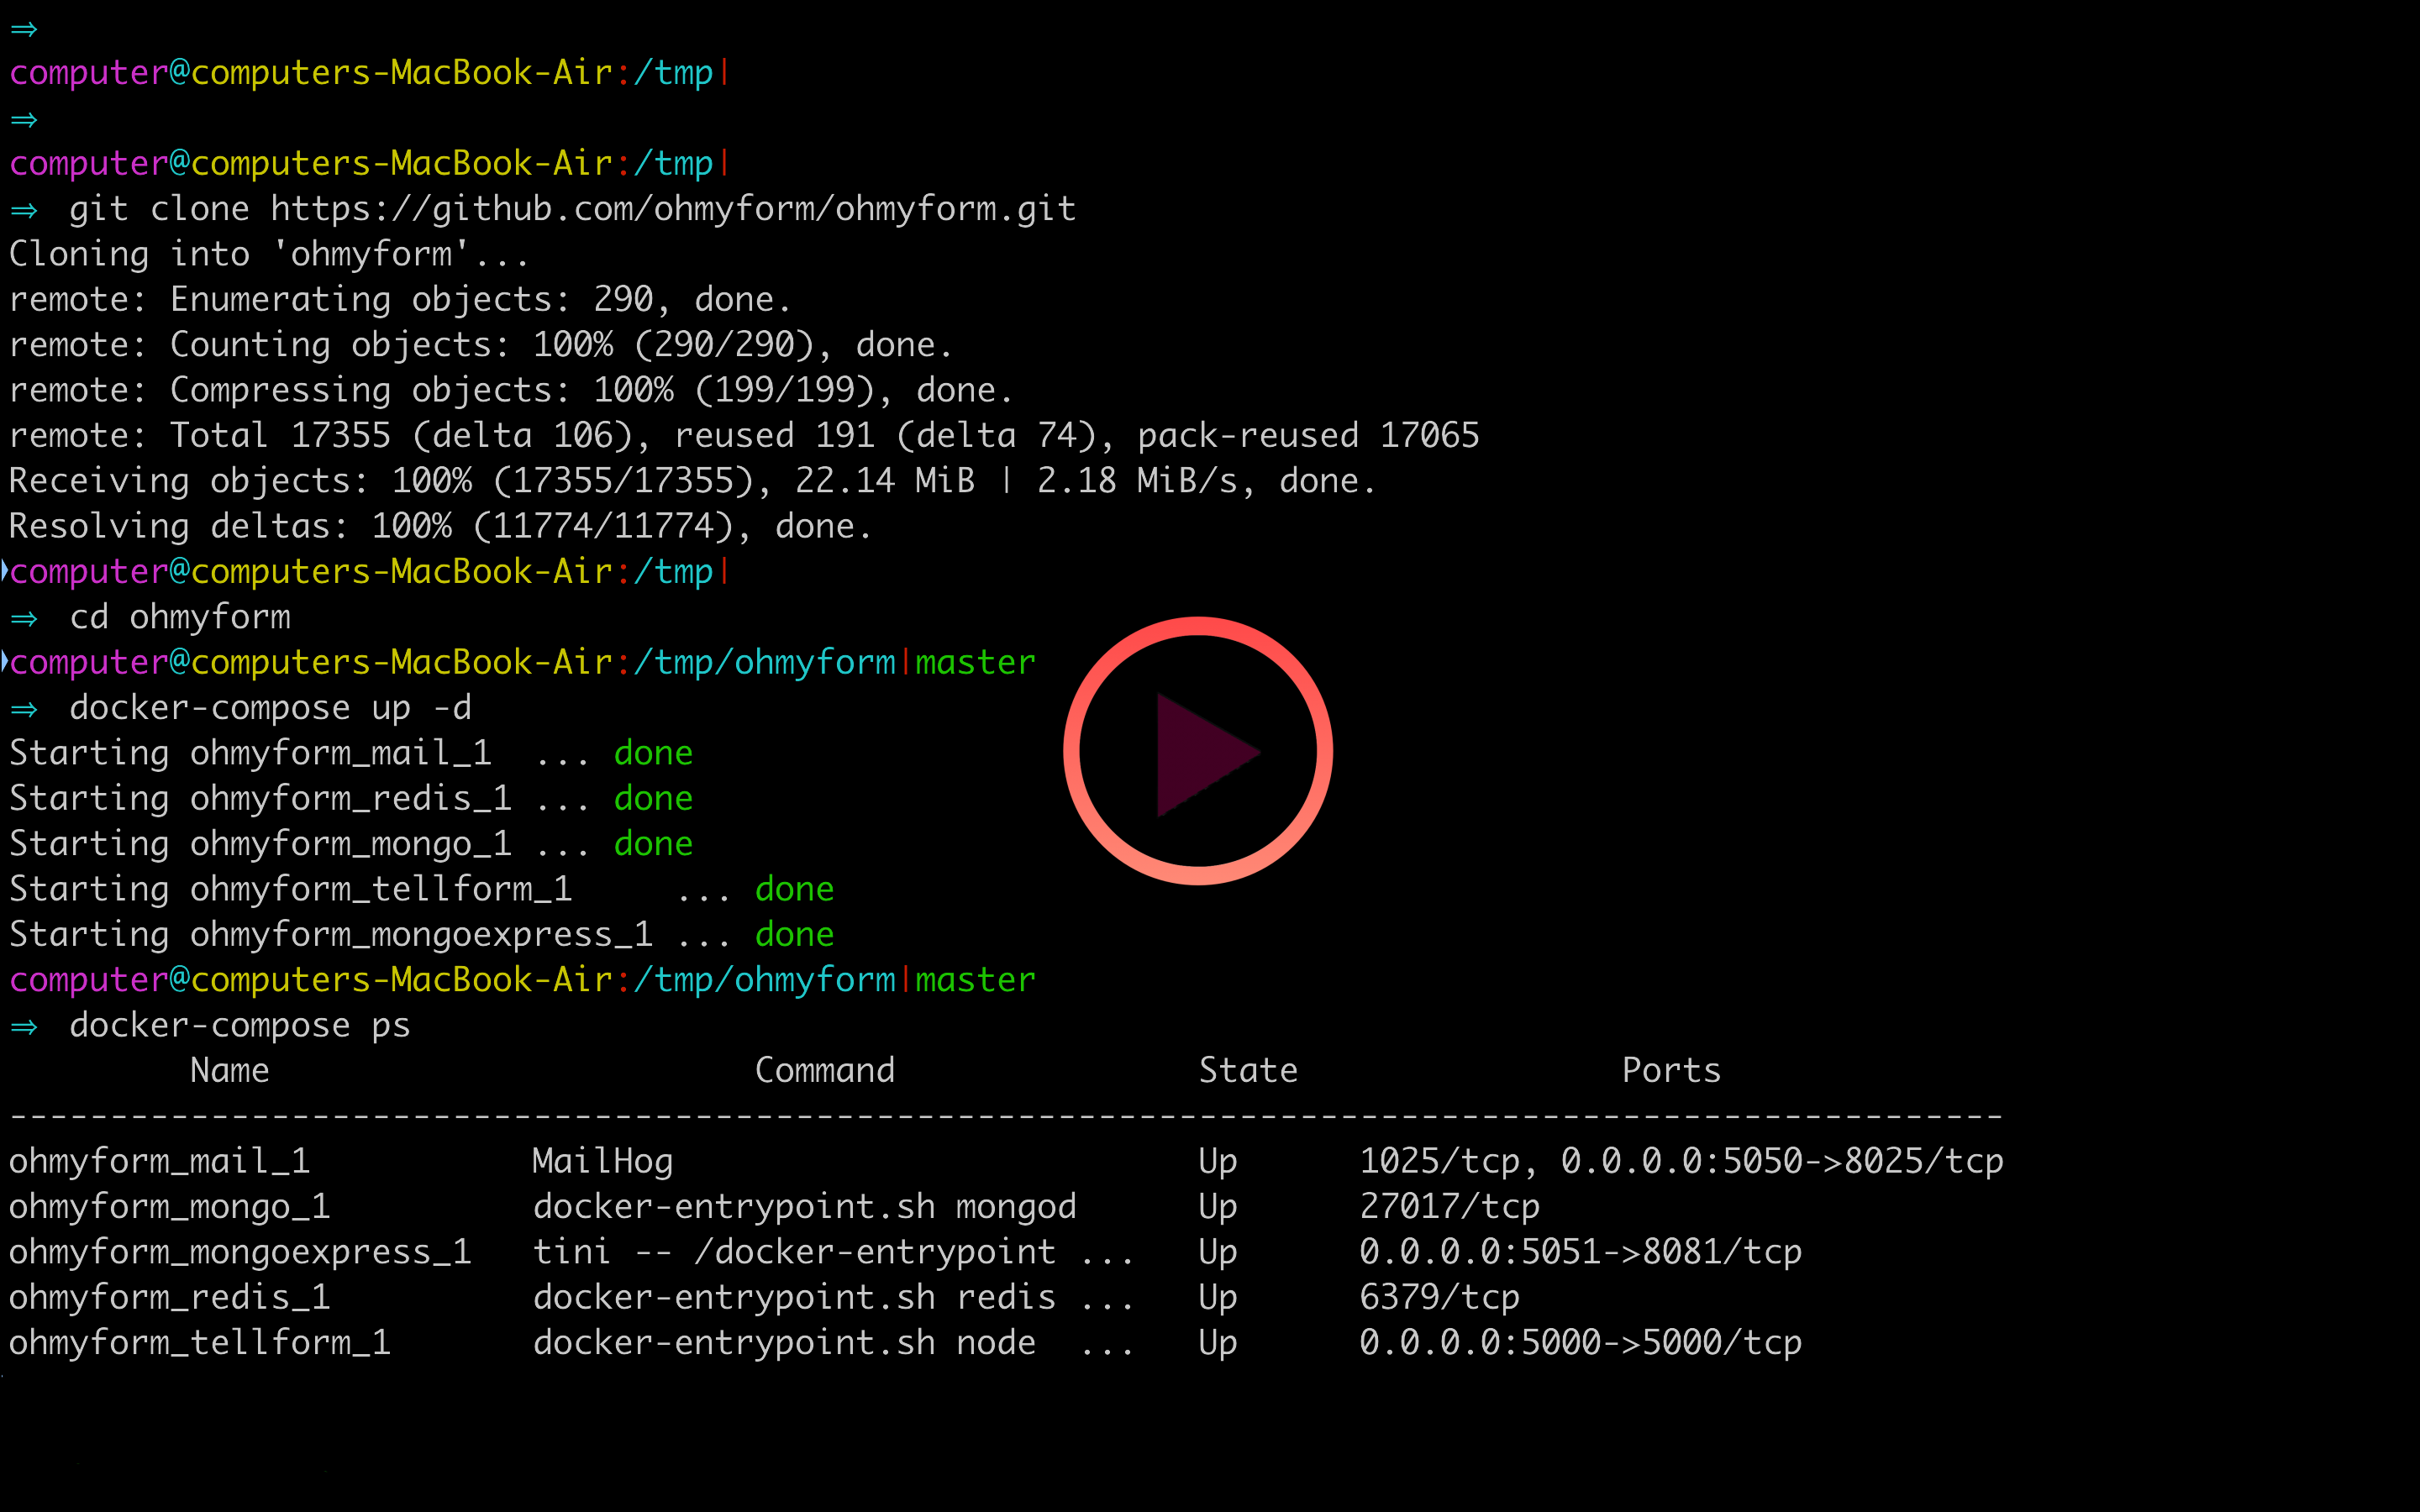 ⇒
computer@computers-MacBook-Air:/tmp|
⇒
computer@computers-MacBook-Air:/tmp|
⇒ git clone https://github.com/ohmyform/ohmyform.git
Cloning into 'ohmyform'...
remote: Enumerating objects: 290, done.
remote: Counting objects: 100% (290/290), done.
remote: Compressing objects: 100% (199/199), done.
remote: Total 17355 (delta 106), reused 191 (delta 74), pack-reused 17065
Receiving objects: 100% (17355/17355), 22.14 MiB | 2.18 MiB/s, done.
Resolving deltas: 100% (11774/11774), done.
computer@computers-MacBook-Air:/tmp|
⇒ cd ohmyform
computer@computers-MacBook-Air:/tmp/ohmyform|master
⇒ docker-compose up -d
Starting ohmyform_mail_1  ... done
Starting ohmyform_redis_1 ... done
Starting ohmyform_mongo_1 ... done
Starting ohmyform_tellform_1     ... done
Starting ohmyform_mongoexpress_1 ... done
computer@computers-MacBook-Air:/tmp/ohmyform|master
⇒ docker-compose ps
         Name                        Command               State                Ports
---------------------------------------------------------------------------------------------------
ohmyform_mail_1           MailHog                          Up      1025/tcp, 0.0.0.0:5050->8025/tcp
ohmyform_mongo_1          docker-entrypoint.sh mongod      Up      27017/tcp
ohmyform_mongoexpress_1   tini -- /docker-entrypoint ...   Up      0.0.0.0:5051->8081/tcp
ohmyform_redis_1          docker-entrypoint.sh redis ...   Up      6379/tcp
ohmyform_tellform_1       docker-entrypoint.sh node  ...   Up      0.0.0.0:5000->5000/tcp